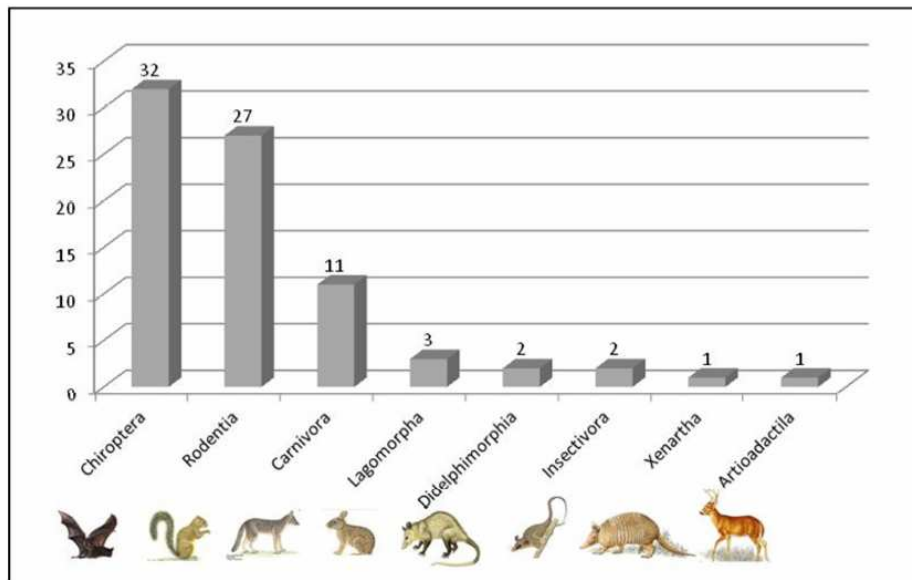 35
30
25
20
15
10
5
0
32
27
11
3
2
2
1
1
Chiroptera
Rodentia
Carnivora
Lagomorpha
Didelphimorphia
Insectivora
Xenartha
Artioadactila